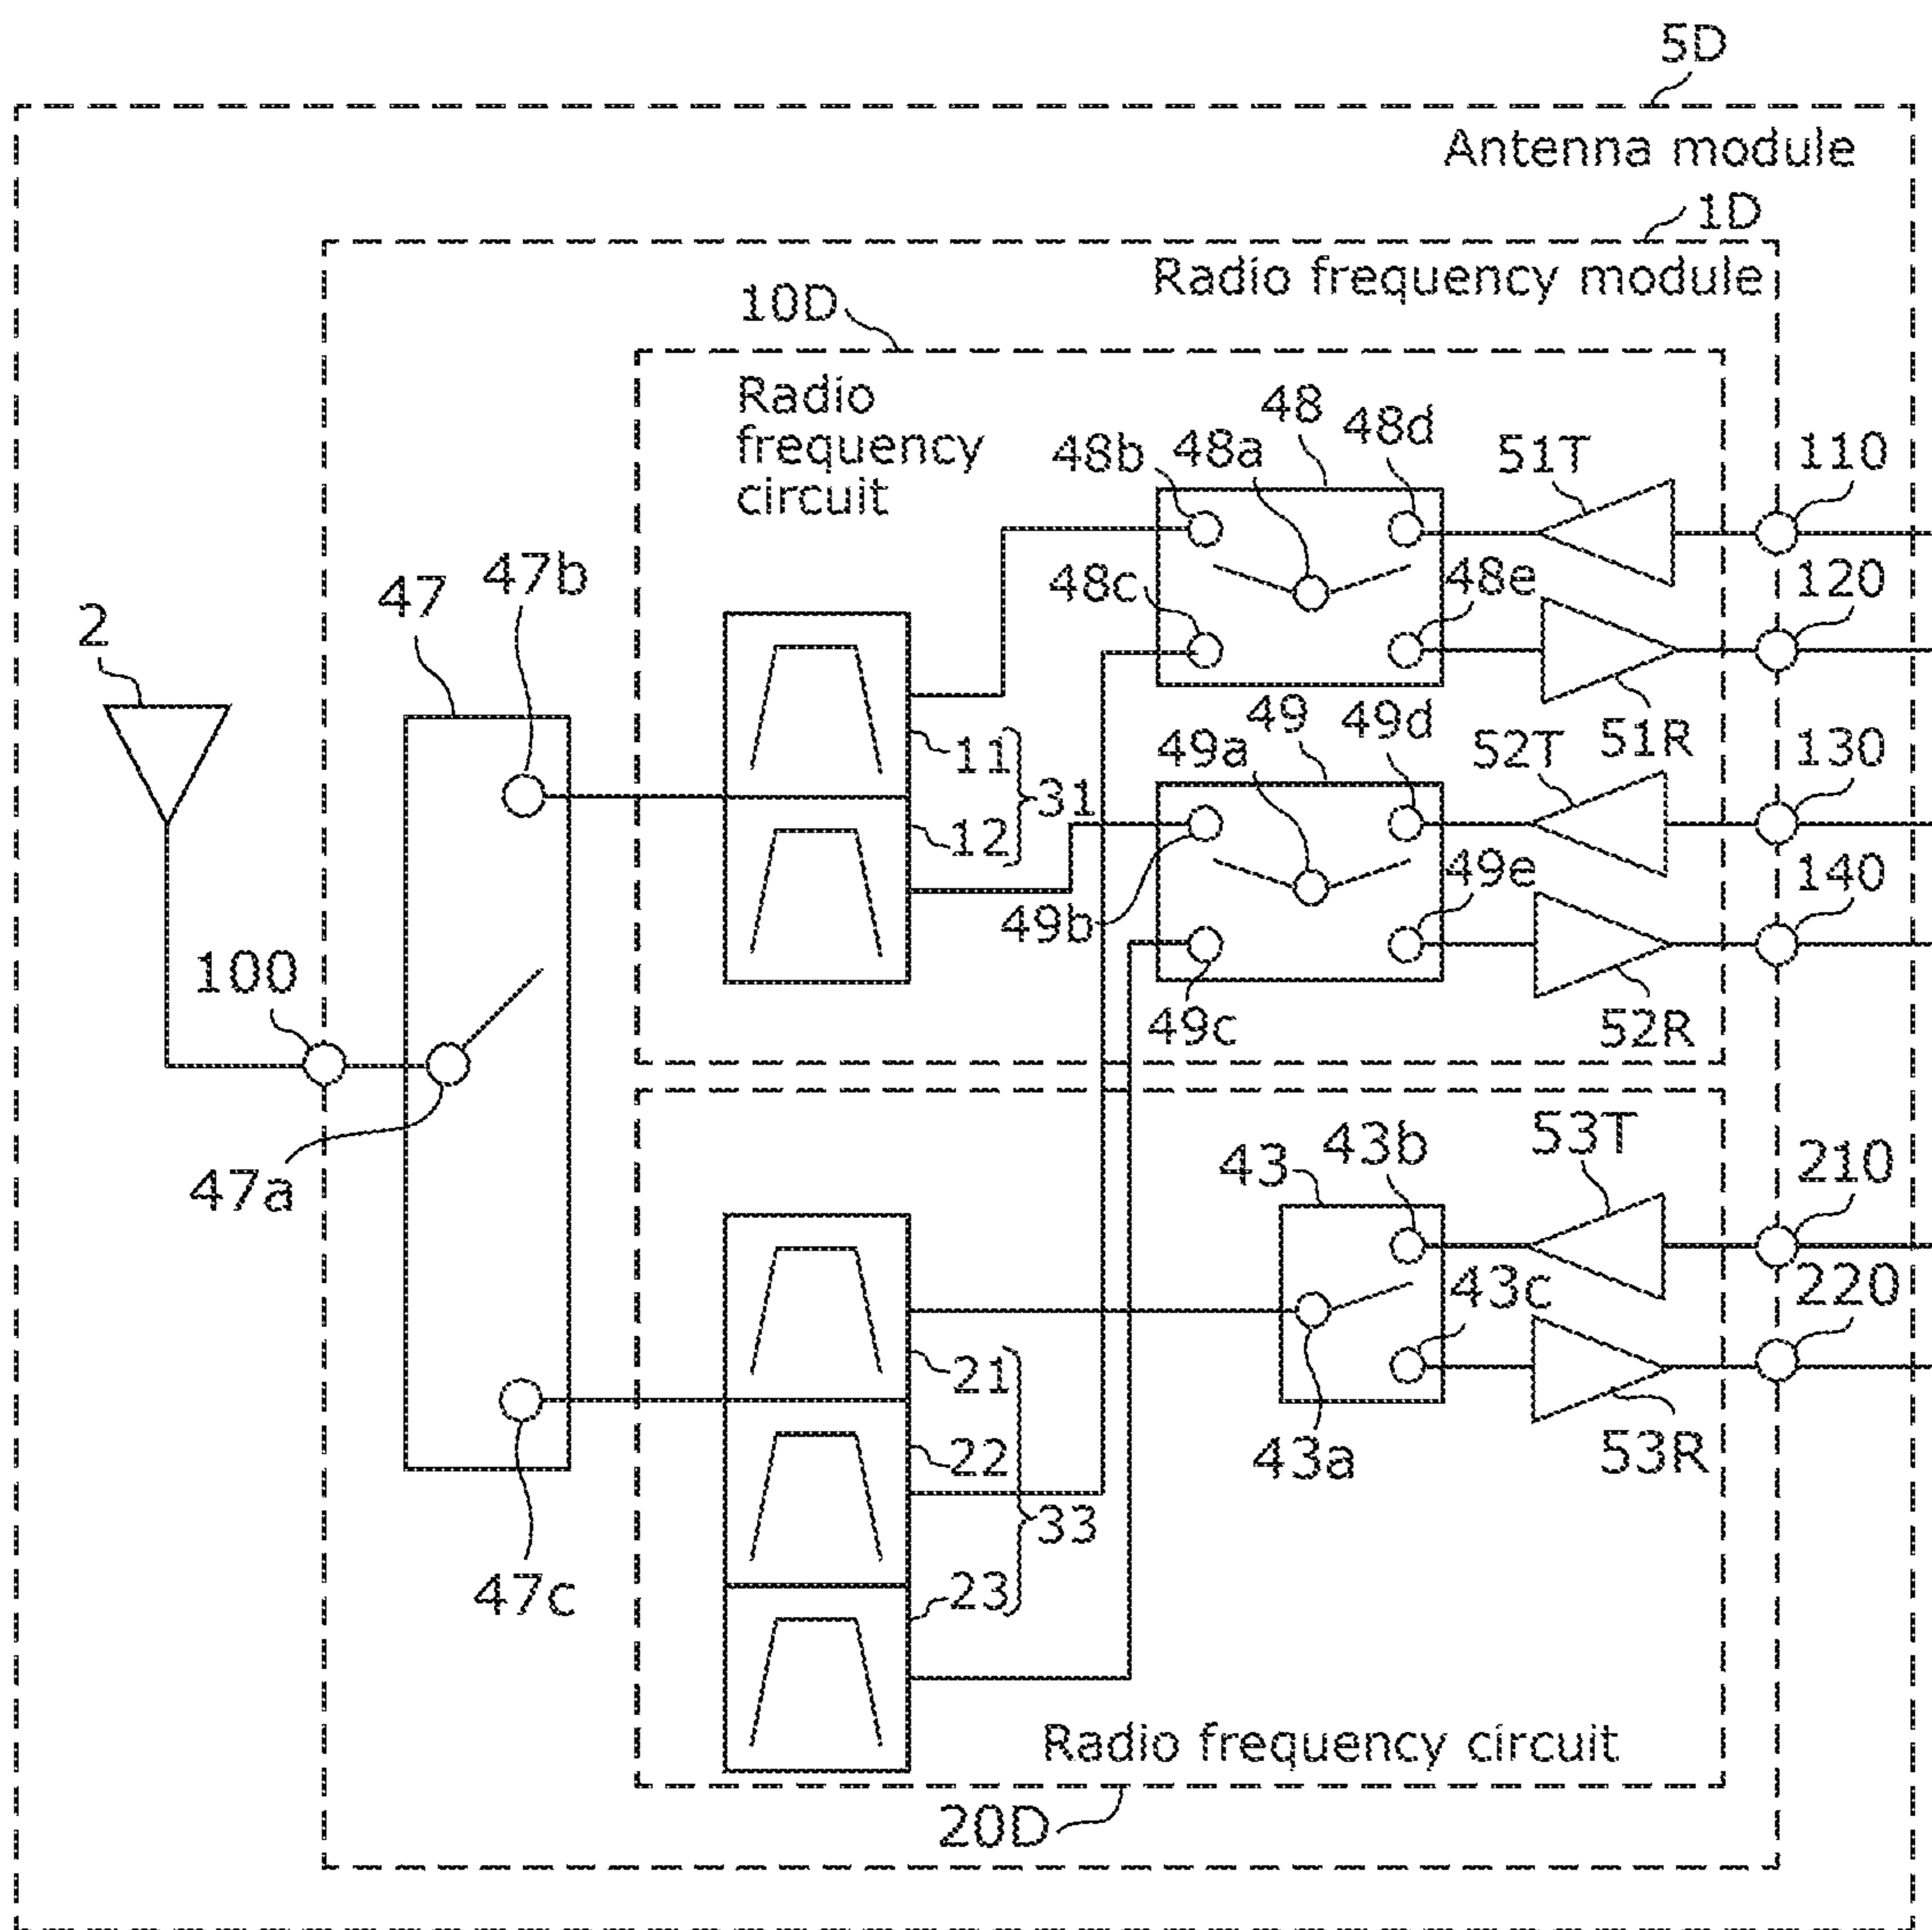 5D
Antenna module
1D
Radio frequency module
10D
Radio
frequency
circuit
48
48b
48a
48d
51T
110
47b
47
48c
48e
120
2
11
31
12
49
49a
49d
52T
51R
130
49b
49e
140
100
49c
52R
47a
43
43b
53T
210
21
43c
220
22
33
43a
53R
47c
23
Radio frequency circuit
20D